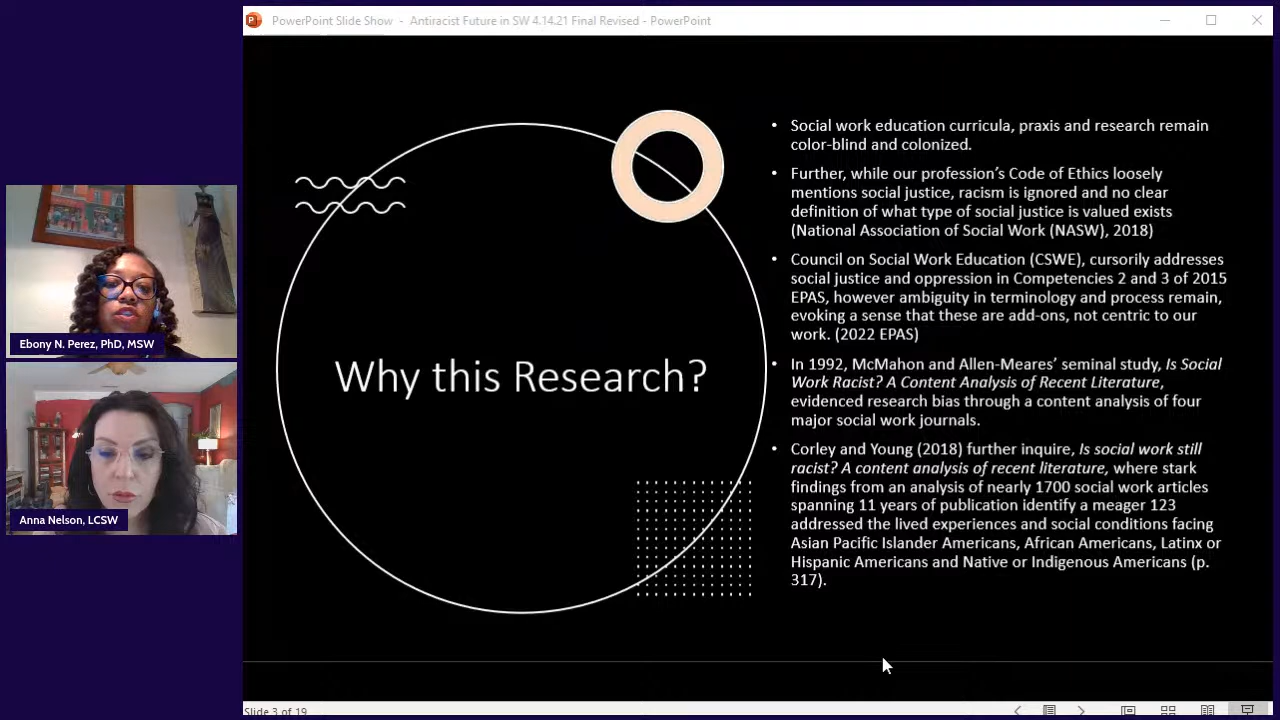 PowerPoint Slide Show - Antiracist Future in SW 4.14.21 Final Revised - PowerPoint
Ebony N. Perez, PhD, MSW
Anna Nelson, LCSW
Why this Research?
• Social work education curricula, praxis and research remain
color-blind and colonized.
• Further, while our profession's Code of Ethics loosely
mentions social justice, racism is ignored and no clear
definition of what type of social justice is valued exists
(National Association of Social Work (NASW), 2018)
• Council on Social Work Education (CSWE), cursorily addresses
social justice and oppression in Competencies 2 and 3 of 2015
EPAS, however ambiguity in terminology and process remain,
evoking a sense that these are add-ons, not centric to our
work. (2022 EPAS)
• In 1992, McMahon and Allen-Meares' seminal study, Is Social
Work Racist? A Content Analysis of Recent Literature,
evidenced research bias through a content analysis of four
major social work journals.
• Corley and Young (2018) further inquire, Is social work still
racist? A content analysis of recent literature, where stark
findings from an analysis of nearly 1700 social work articles
spanning 11 years of publication identify a meager 123
addressed the lived experiences and social conditions facing
Asian Pacific Islander Americans, African Americans, Latinx or
Hispanic Americans and Native or Indigenous Americans (p.
317).
Slide 3 of 19